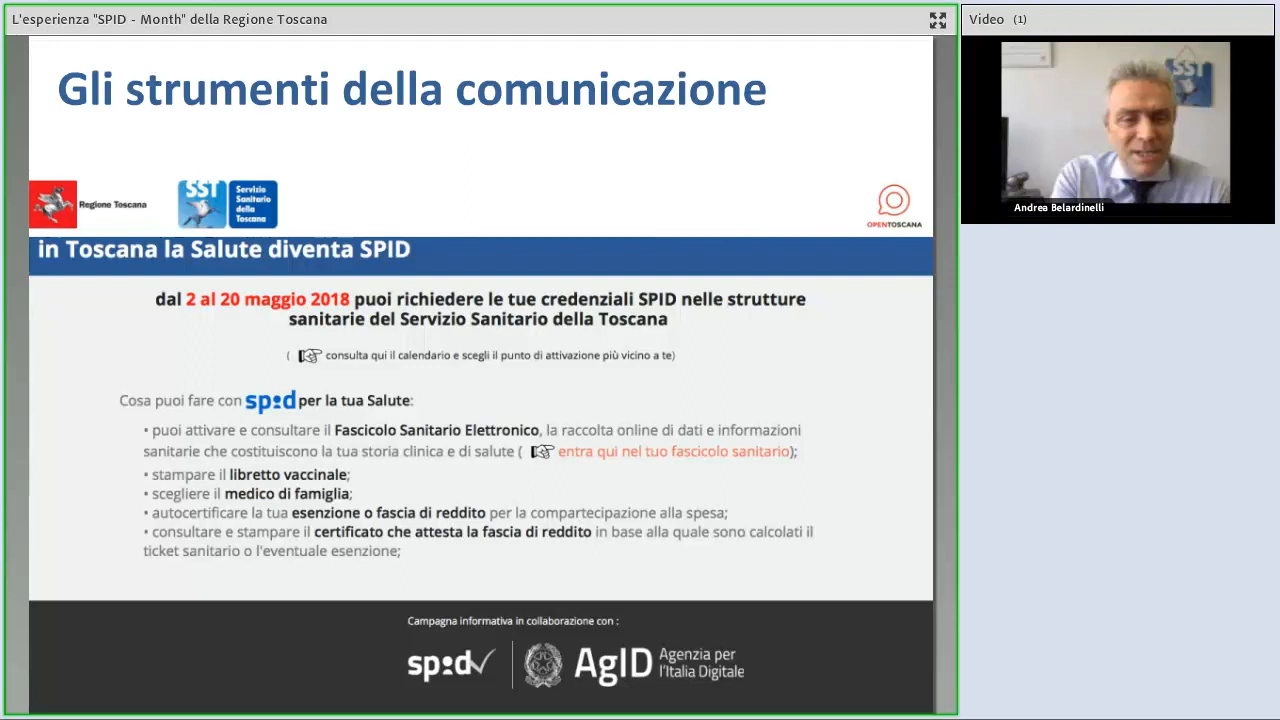 L'esperienza "SPID - Month" della Regione Toscana
Video (1)
Gli strumenti della comunicazione
SST
Andrea Belardinelli
Regione Toscana
SST
Servizio
Sanitario
della
Toscana
OPENTOSCANA
in Toscana la Salute diventa SPID
dal 2 al 20 maggio 2018 puoi richiedere le tue credenziali SPID nelle strutture
sanitarie del Servizio Sanitario della Toscana
( consulta qui il calendario e scegli il punto di attivazione più vicino a te)
Cosa puoi fare con spid per la tua Salute:
• puoi attivare e consultare il Fascicolo Sanitario Elettronico, la raccolta online di dati e informazioni
sanitarie che costituiscono la tua storia clinica e di salute ( entra qui nel tuo fascicolo sanitario);
• stampare il libretto vaccinale;
• scegliere il medico di famiglia;
• autocertificare la tua esenzione o fascia di reddito per la compartecipazione alla spesa;
• consultare e stampare il certificato che attesta la fascia di reddito in base alla quale sono calcolati il
ticket sanitario o l'eventuale esenzione;
Campagna informativa in collaborazione con :
spid
AgID Agenzia per
l'Italia Digitale